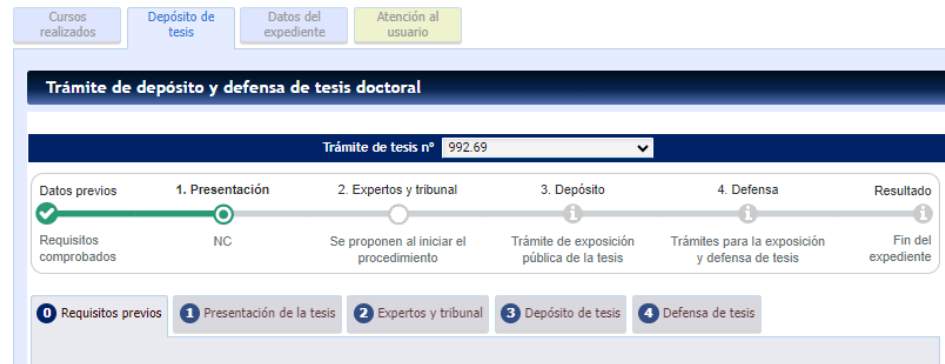 Cursos realizados
Depósito de tesis
Datos del expediente
Atención al usuario
Trámite de depósito y defensa de tesis doctoral
Trámite de tesis nº 992.69
Datos previos
1. Presentación
2. Expertos y tribunal
3. Depósito
4. Defensa
Resultado
Requisitos comprobados
NC
Se proponen al iniciar el procedimiento
Trámite de exposición pública de la tesis
Trámites para la exposición y defensa de tesis
Fin del expediente
0 Requisitos previos
1 Presentación de la tesis
2 Expertos y tribunal
3 Depósito de tesis
4 Defensa de tesis